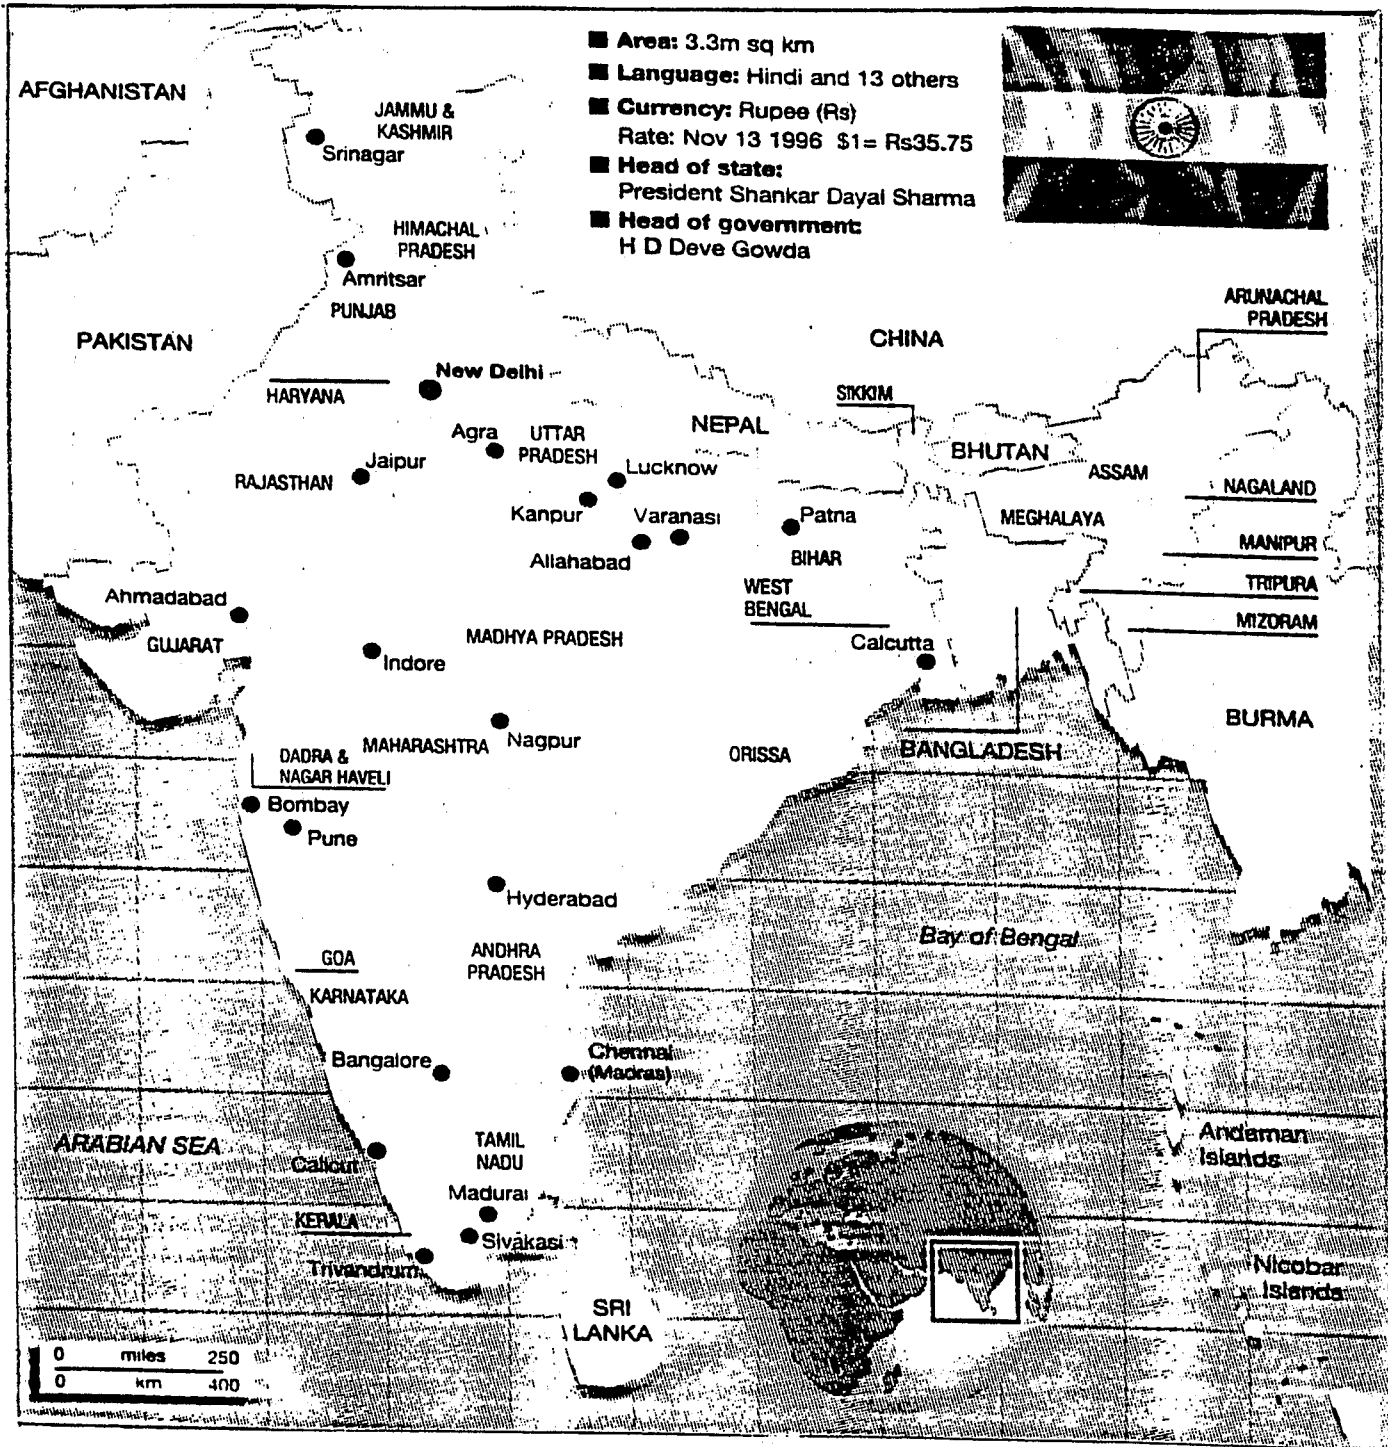 Area: 3.3m sq km
Language: Hindi and 13 others
Currency: Rupee (Rs)
Rate: Nov 13 1996 $1= Rs35.75
Head of state:
President Shankar Dayal Sharma
Head of government:
H D Deve Gowda
AFGHANISTAN
JAMMU &
KASHMIR
Srinagar
HIMACHAL
PRADESH
Amritsar
PUNJAB
PAKISTAN
CHINA
ARUNACHAL
PRADESH
New Delhi
HARYANA
SIKKIM
NEPAL
Agra
UTTAR
PRADESH
BHUTAN
Jaipur
Lucknow
ASSAM
RAJASTHAN
NAGALAND
Kanpur
Varanasi
Patna
MEGHALAYA
Allahabad
BIHAR
MANIPUR
WEST
BENGAL
TRIPURA
Ahmadabad
MIZORAM
GUJARAT
MADHYA PRADESH
Calcutta
Indore
BURMA
MAHARASHTRA
Nagpur
ORISSA
BANGLADESH
DADRA &
NAGAR HAVELI
Bombay
Pune
Hyderabad
Bay of Bengal
GOA
ANDHRA
PRADESH
KARNATAKA
Bangalore
Chennai
(Madras)
ARABIAN SEA
Calicut
TAMIL
NADU
Andaman
Islands
Madurai
KERALA
Sivakasi
Trivandrum
Nicobar
Islands
SRI
LANKA
0 miles 250
0 km 400